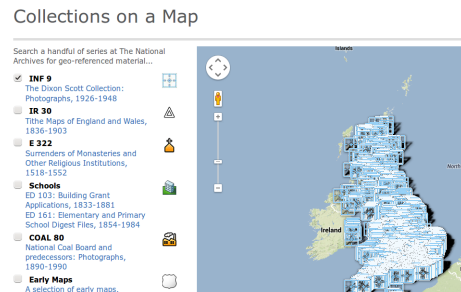 Collections on a Map
Search a handful of series at The National
Archives for geo-referenced material...
INF 9
The Dixon Scott Collection:
Photographs, 1926-1948
IR 30
Tithe Maps of England and Wales,
1836-1903
E 322
Surrenders of Monasteries and
Other Religious Institutions,
1518-1552
Schools
ED 103: Building Grant
Applications, 1833-1881
ED 161: Elementary and Primary
School Digest Files, 1854-1984
COAL 80
National Coal Board and
predecessors: Photographs,
1890-1990
Early Maps
A selection of early maps,
Islands
North
Ireland